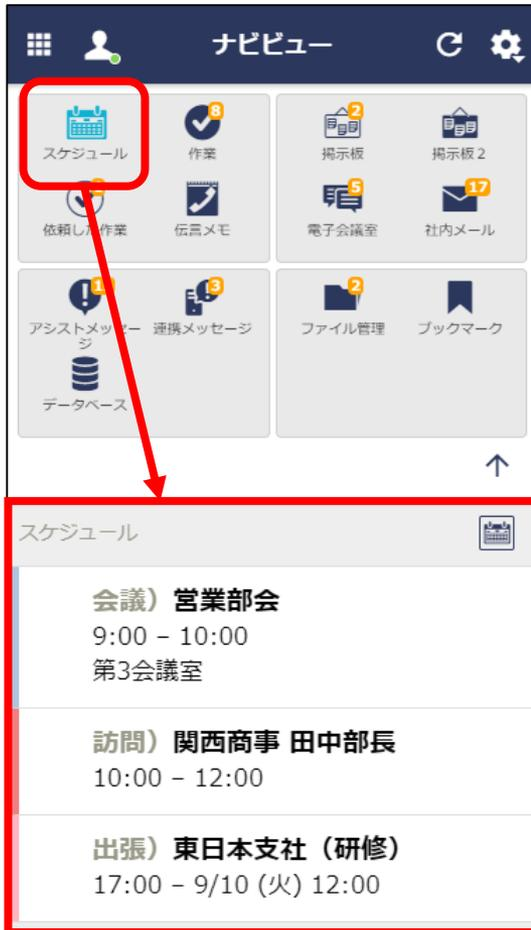 ナビビュー
スケジュール
8
作業
2
掲示板
掲示板2
依頼した作業
伝言メモ
5
電子会議室
17
社内メール
アシストメッセージ
3
連携メッセージ
2
ファイル管理
ブックマーク
データベース
スケジュール
会議）営業部会
9:00 – 10:00
第3会議室
訪問）関西商事 田中部長
10:00 – 12:00
出張）東日本支社（研修）
17:00 – 9/10 (火) 12:00